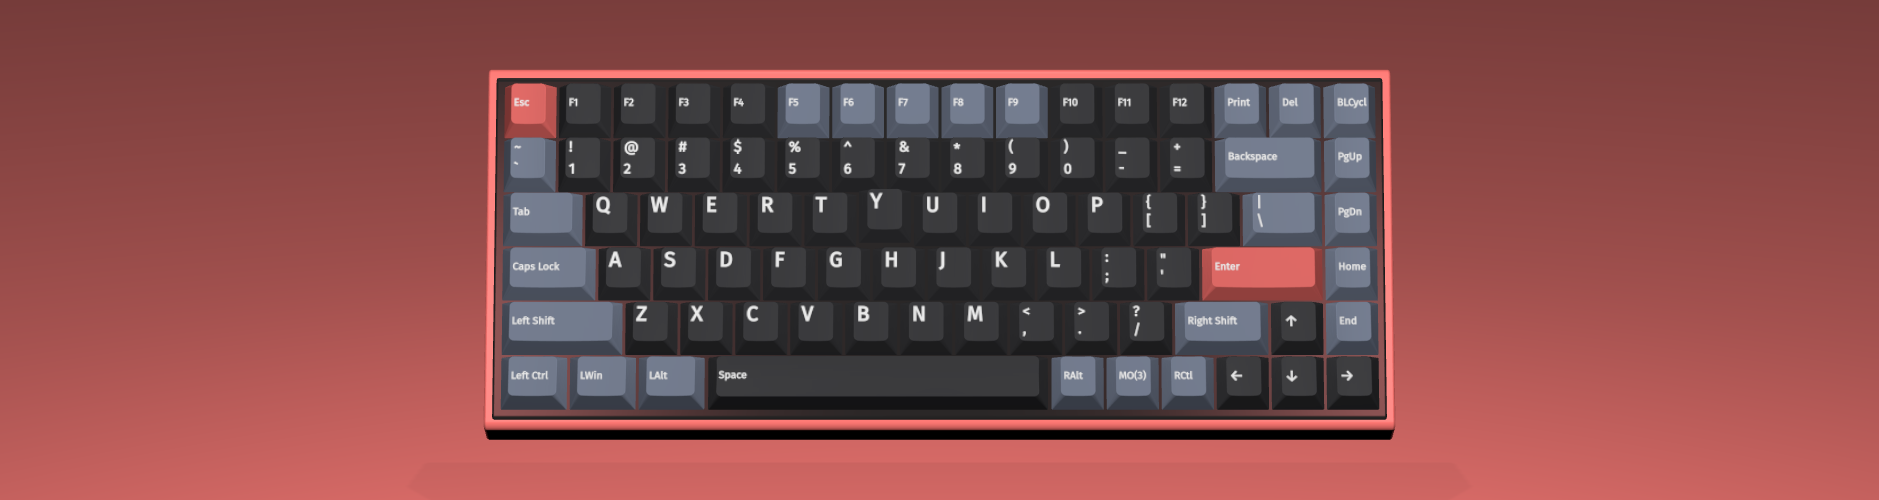 Esc F1 F2 F3 F4 F5 F6 F7 F8 F9 F10 F11 F12 Print Del BLCycl
~ ! @ # $ % ^ & * ( ) _ +
` 1 2 3 4 5 6 7 8 9 0 - = Backspace PgUp
Tab Q W E R T Y U I O P { } | PgDn
[ ] \
Caps Lock A S D F G H J K L : " Enter Home
; '
Left Shift Z X C V B N M < > ? Right Shift ↑ End
, . /
Left Ctrl LWin LAlt Space RAlt MO(3) RCtl ← ↓ →